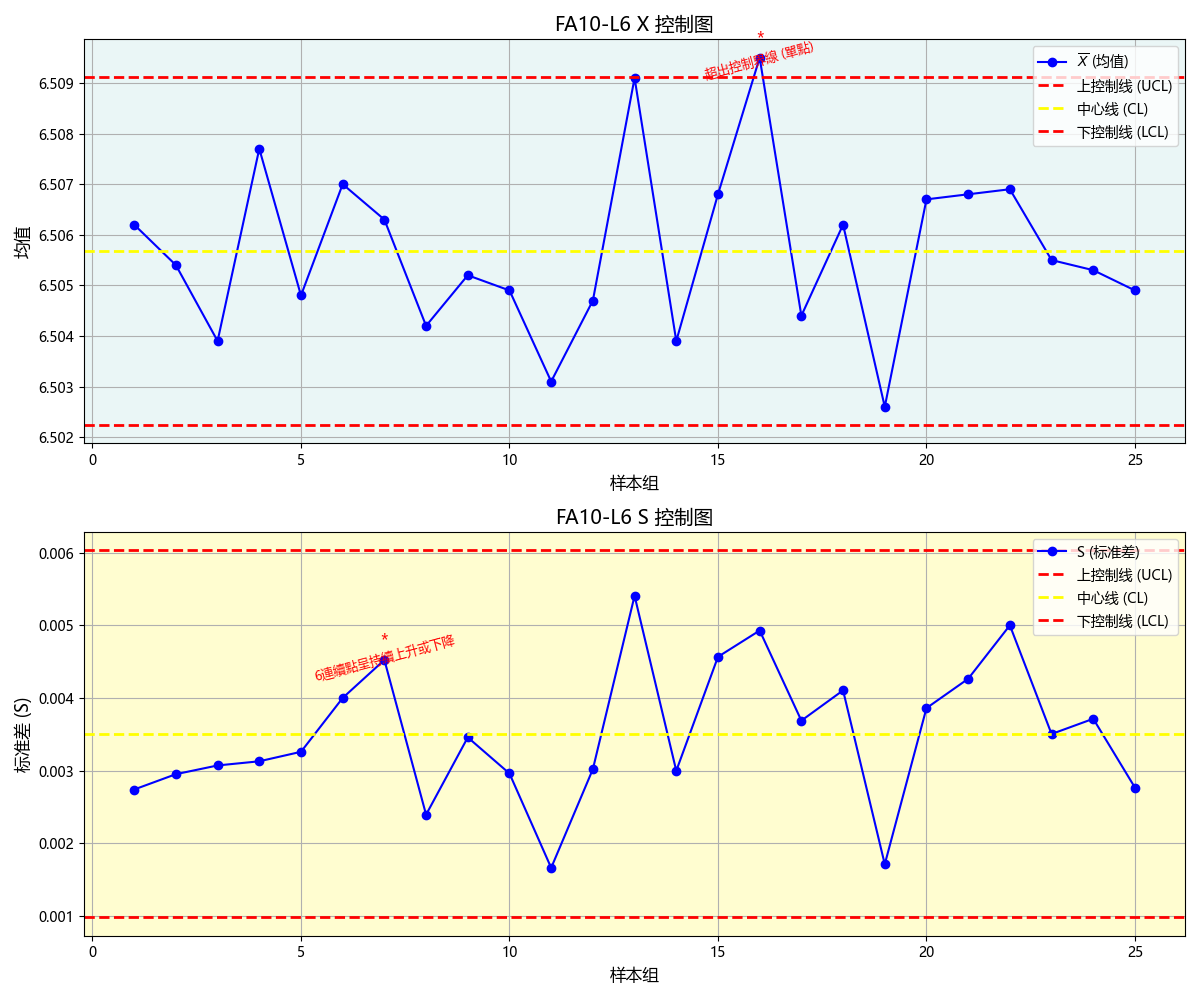 FA10-L6 X 控制图
*
超出控制界線 (單點)
X̅ (均值)
上控制线 (UCL)
中心线 (CL)
下控制线 (LCL)
均值
6.509
6.508
6.507
6.506
6.505
6.504
6.503
6.502
0 5 10 15 20 25
样本组
FA10-L6 S 控制图
*
6連續點呈持續上升或下降
S (标准差)
上控制线 (UCL)
中心线 (CL)
下控制线 (LCL)
标准差 (S)
0.006
0.005
0.004
0.003
0.002
0.001
0 5 10 15 20 25
样本组